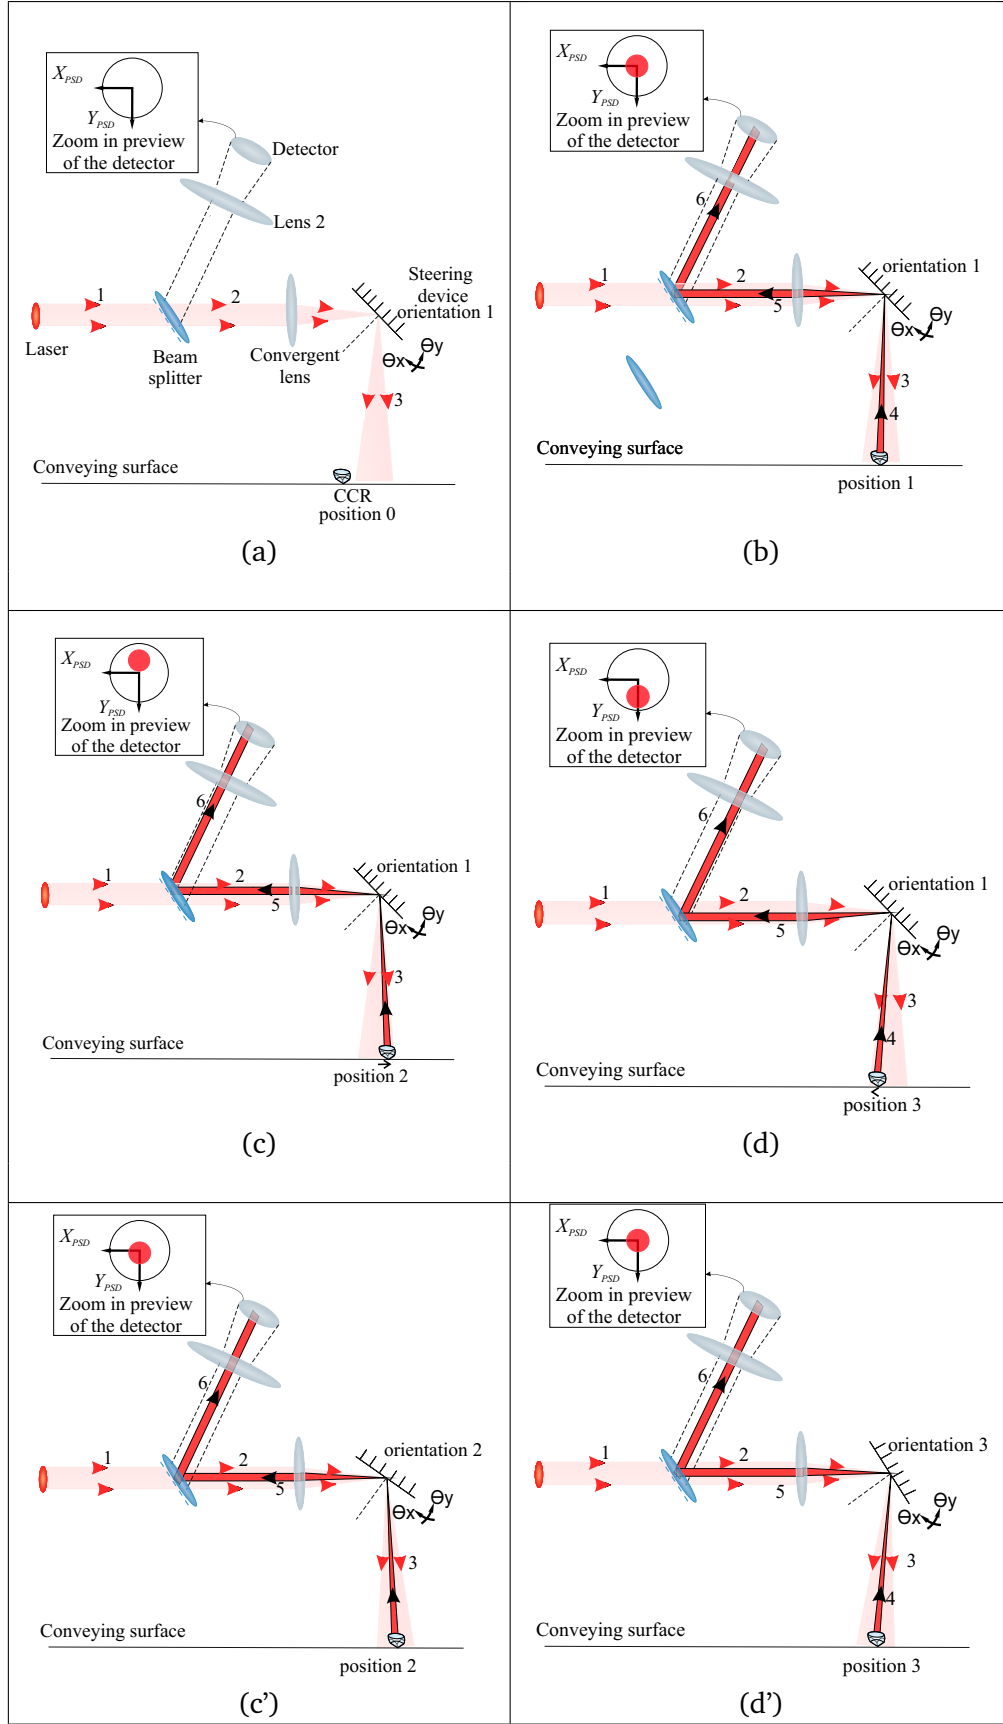 X_PSD
Y_PSD
Zoom in preview
of the detector
Detector
Lens 2
Steering
device
orientation 1
1
2
Laser
Beam
splitter
Convergent
lens
ϴx
ϴy
3
Conveying surface
CCR
position 0
(a)
X_PSD
Y_PSD
Zoom in preview
of the detector
6
orientation 1
1
2
5
ϴx
ϴy
3
4
Conveying surface
position 1
(b)
X_PSD
Y_PSD
Zoom in preview
of the detector
6
orientation 1
1
2
5
ϴx
ϴy
3
Conveying surface
position 2
(c)
X_PSD
Y_PSD
Zoom in preview
of the detector
6
orientation 1
1
2
5
ϴx
ϴy
3
4
Conveying surface
position 3
(d)
X_PSD
Y_PSD
Zoom in preview
of the detector
6
orientation 2
1
2
5
ϴx
ϴy
3
Conveying surface
position 2
(c')
X_PSD
Y_PSD
Zoom in preview
of the detector
6
orientation 3
1
2
5
ϴx
ϴy
3
4
Conveying surface
position 3
(d')